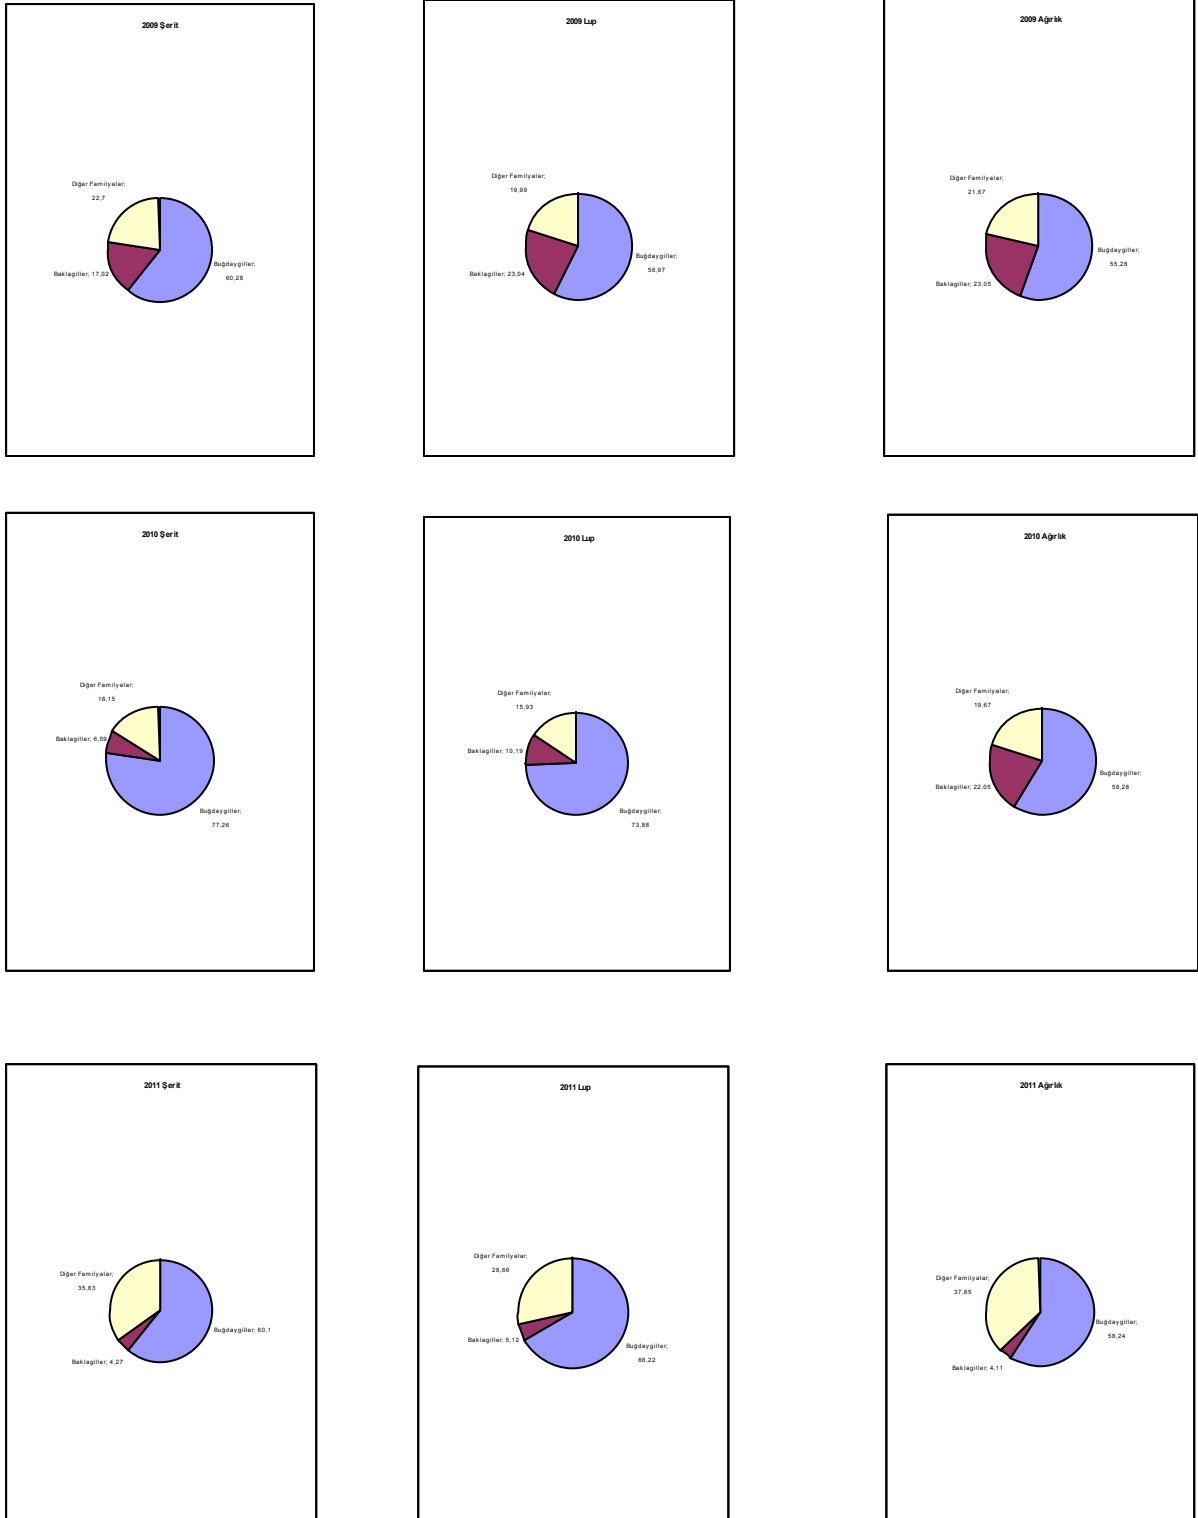 2009 Şerit
Diğer Familyalar;
22,7
Baklagiller; 17,02
Buğdaygiller;
60,28
2009 Lup
Diğer Familyalar;
19,99
Baklagiller; 23,04
Buğdaygiller;
56,97
2009 Ağırlık
Diğer Familyalar;
21,67
Baklagiller; 23,05
Buğdaygiller;
55,28
2010 Şerit
Diğer Familyalar;
16,15
Baklagiller; 6,59
Buğdaygiller;
77,26
2010 Lup
Diğer Familyalar;
15,93
Baklagiller; 10,19
Buğdaygiller;
73,88
2010 Ağırlık
Diğer Familyalar;
19,67
Baklagiller; 22,05
Buğdaygiller;
58,28
2011 Şerit
Diğer Familyalar;
35,63
Baklagiller; 4,27
Buğdaygiller; 60,1
2011 Lup
Diğer Familyalar;
28,66
Baklagiller; 5,12
Buğdaygiller;
66,22
2011 Ağırlık
Diğer Familyalar;
37,65
Baklagiller; 4,11
Buğdaygiller;
58,24